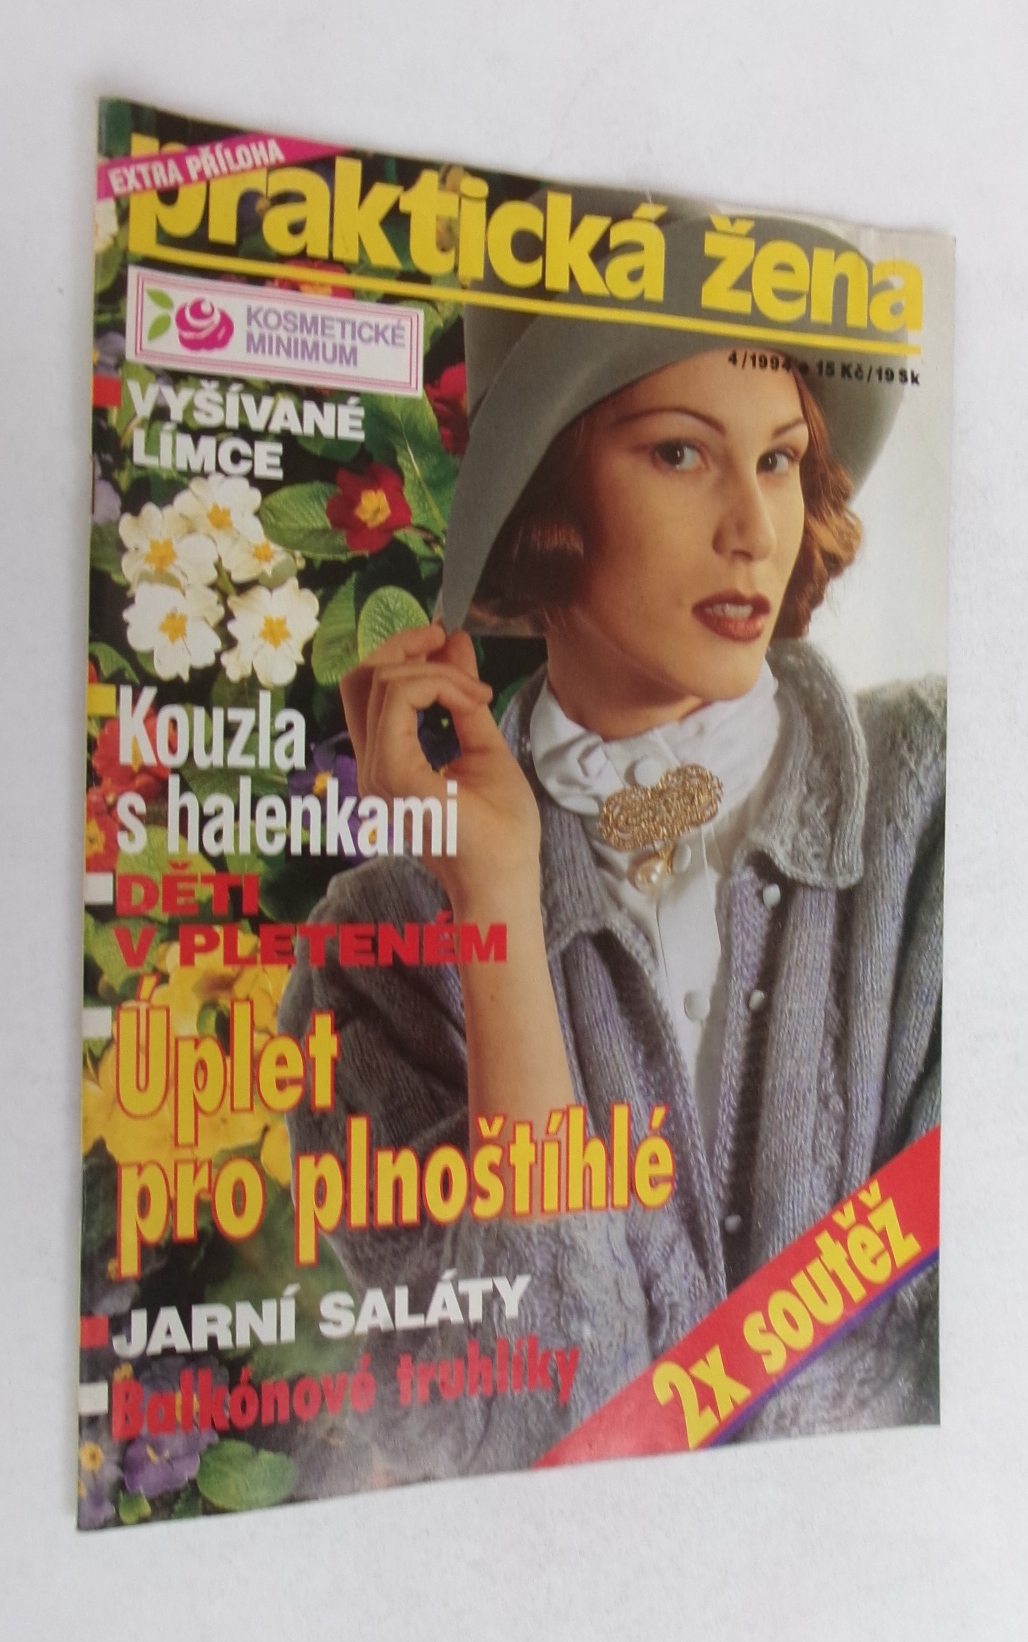 EXTRA PŘÍLOHA
praktická žena
KOSMETICKÉ
MINIMUM
4/1994 • 15 Kč/19 Sk
VYŠÍVANÉ
LÍMCE
Kouzla
s halenkami
DĚTI
V PLETENÉM
Úplet
pro plnoštíhlé
JARNÍ SALÁTY
Balkónové truhlíky
2x soutěž